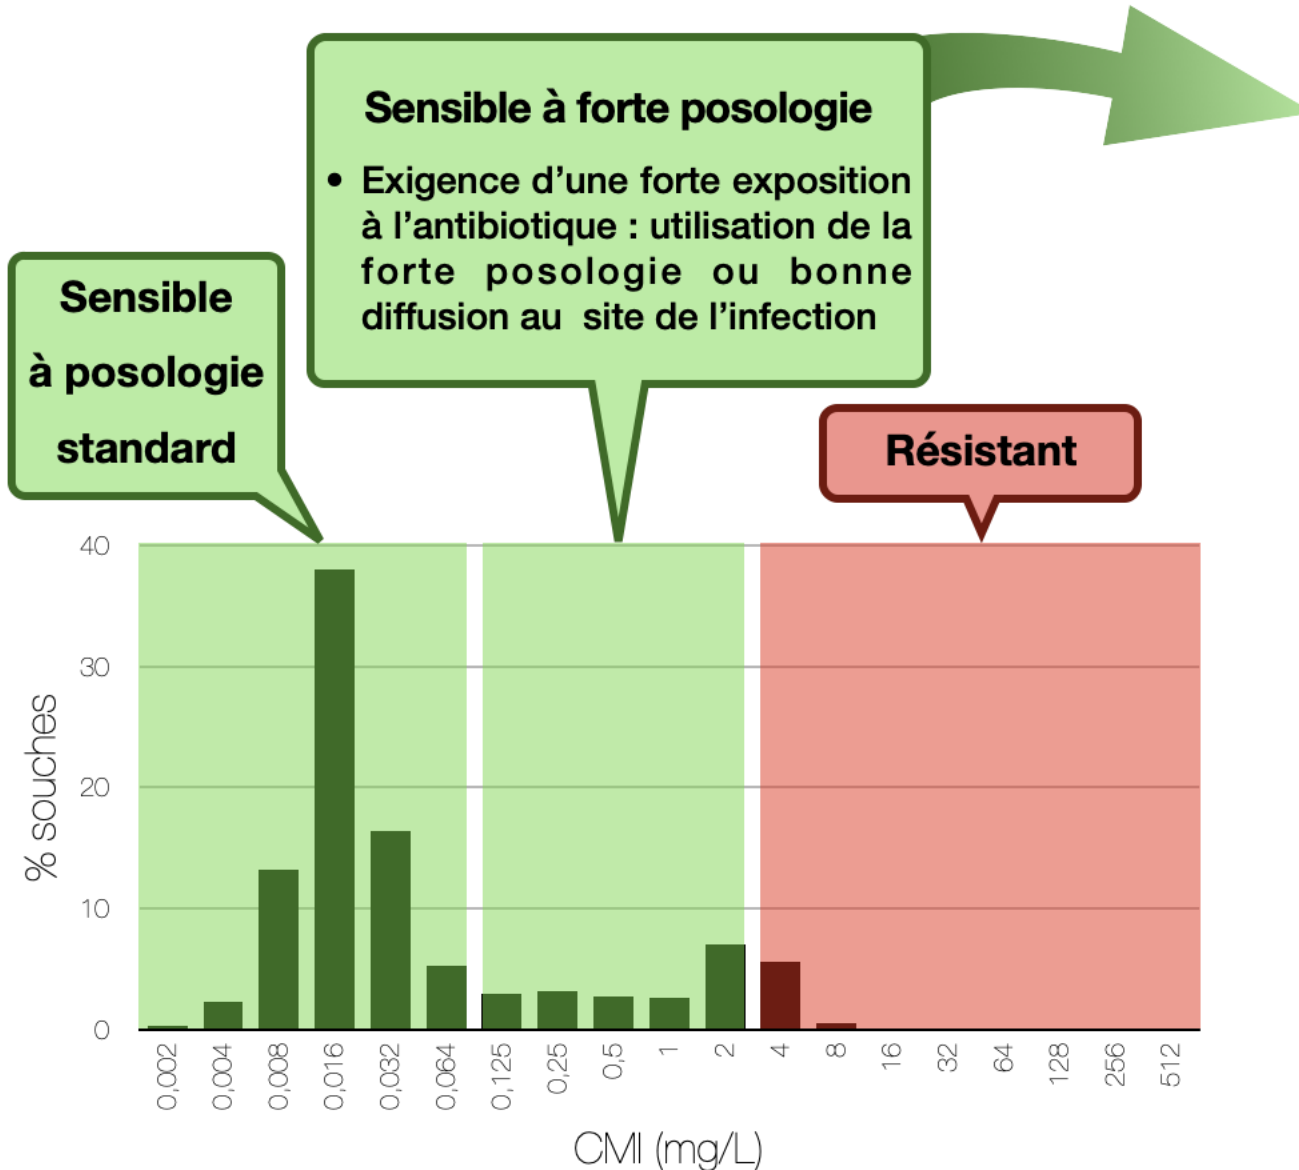 Sensible à forte posologie
• Exigence d'une forte exposition
à l'antibiotique : utilisation de la
forte posologie ou bonne
diffusion au site de l'infection
Sensible
à posologie
standard
Résistant
% souches
40
30
20
10
0
0,002 0,004 0,008 0,016 0,032 0,064 0,125 0,25 0,5 1 2 4 8 16 32 64 128 256 512
CMI (mg/L)